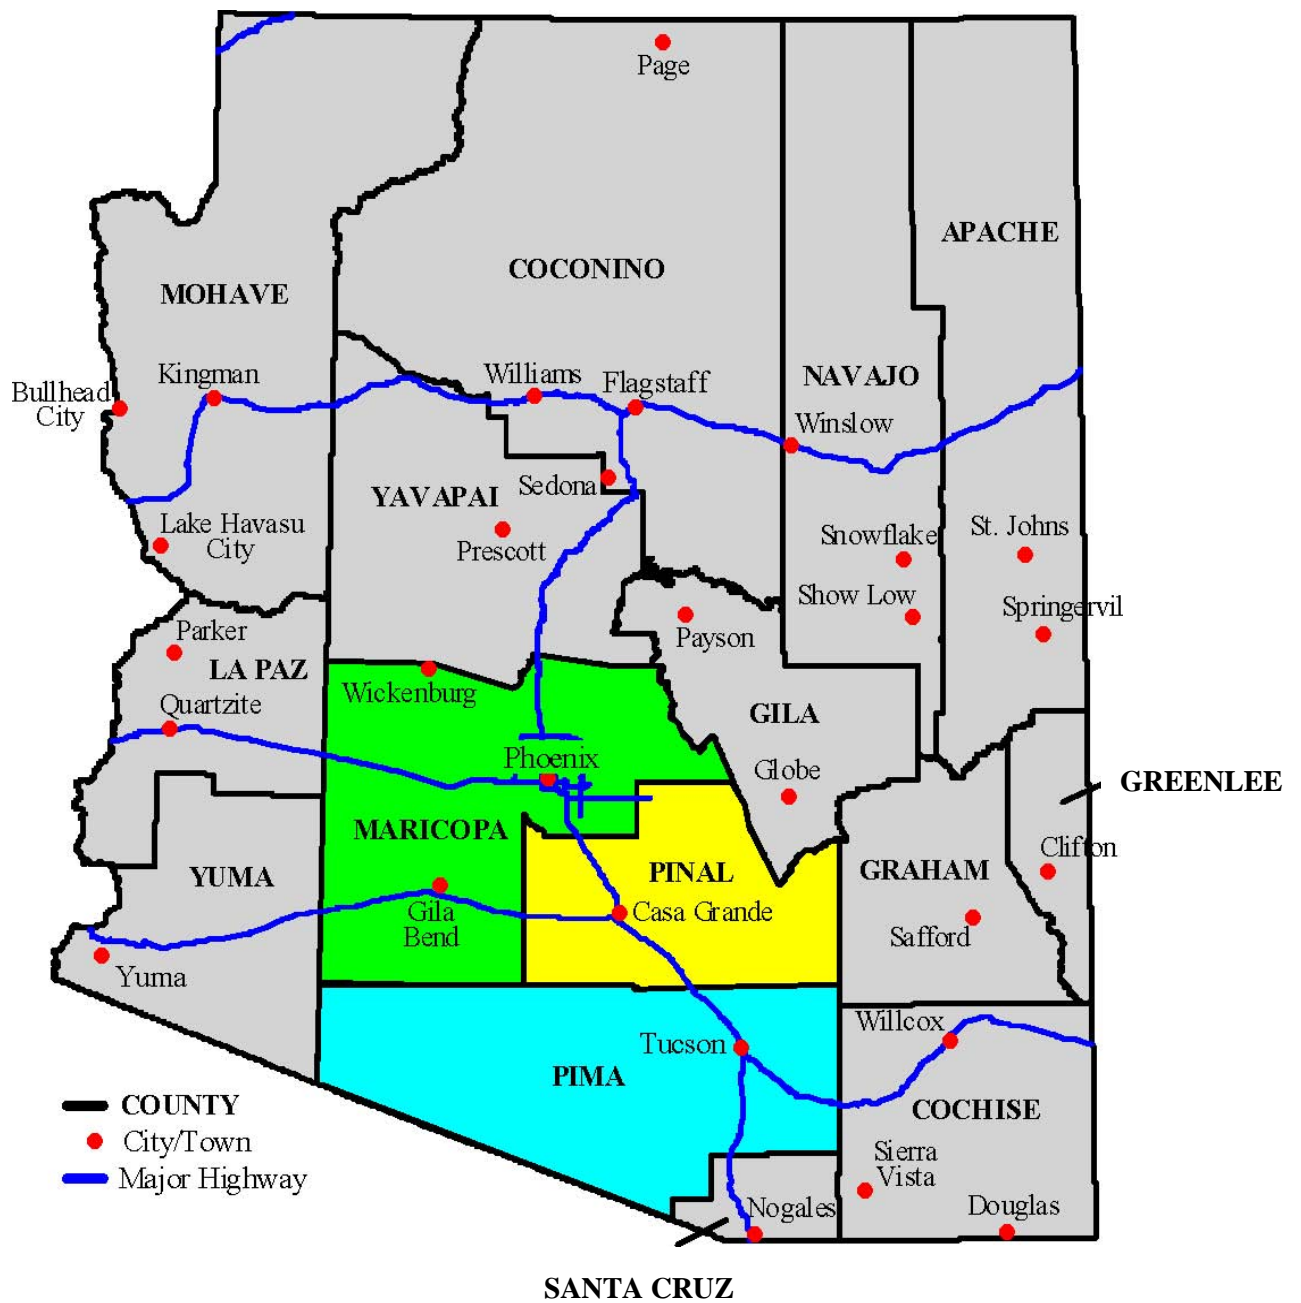 Page
APACHE
COCONINO
MOHAVE
Kingman
Williams
Flagstaff
NAVAJO
Bullhead
City
Winslow
Sedona
YAVAPAI
Lake Havasu
City
Prescott
Snowflake
St. Johns
Show Low
Springervil
Parker
Payson
LA PAZ
Wickenburg
Quartzite
GILA
Phoenix
Globe
GREENLEE
MARICOPA
Clifton
YUMA
PINAL
GRAHAM
Gila
Bend
Casa Grande
Safford
Yuma
Willcox
Tucson
PIMA
COUNTY
COCHISE
City/Town
Sierra
Vista
Major Highway
Nogales
Douglas
SANTA CRUZ